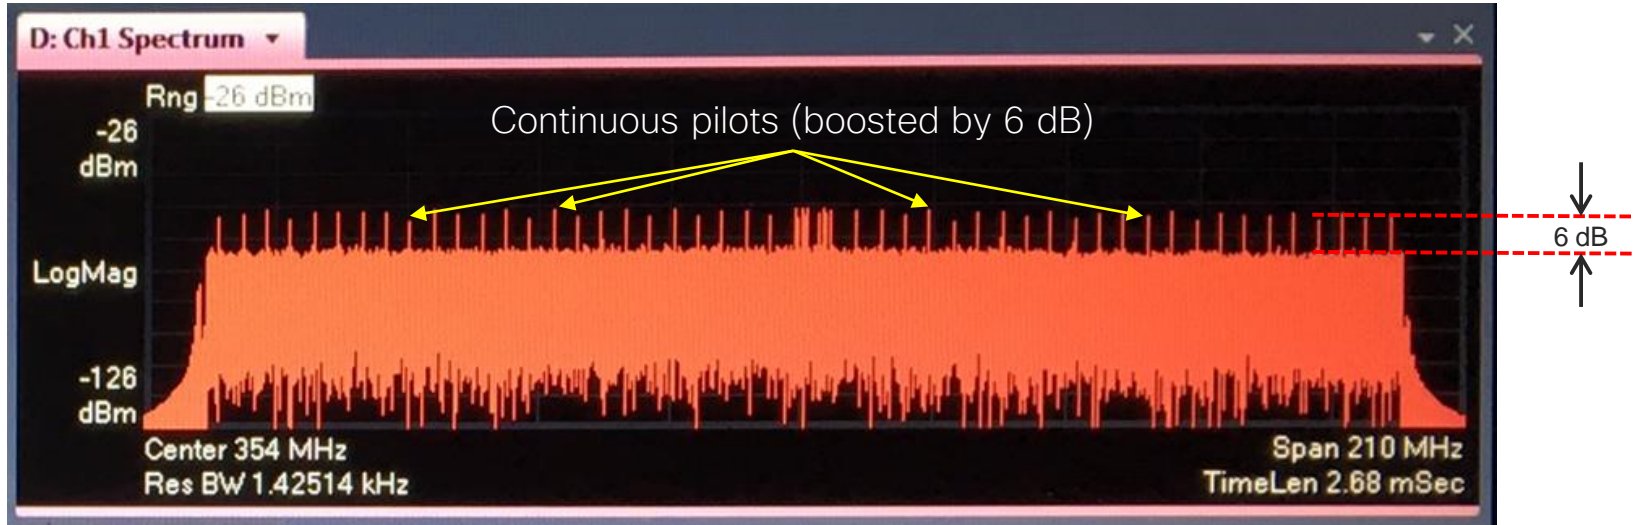 D: Ch1 Spectrum
Rng -26 dBm
-26
dBm
Continuous pilots (boosted by 6 dB)
6 dB
LogMag
-126
dBm
Center 354 MHz
Span 210 MHz
Res BW 1.42514 kHz
TimeLen 2.68 mSec